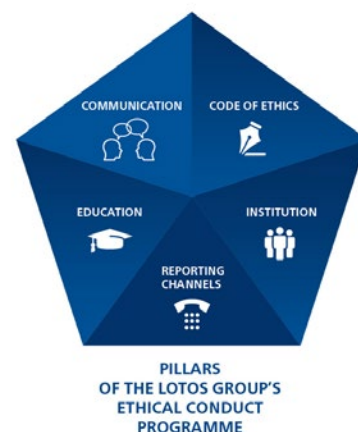 COMMUNICATION
CODE OF ETHICS
EDUCATION
INSTITUTION
REPORTING
CHANNELS
PILLARS
OF THE LOTOS GROUP'S
ETHICAL CONDUCT
PROGRAMME